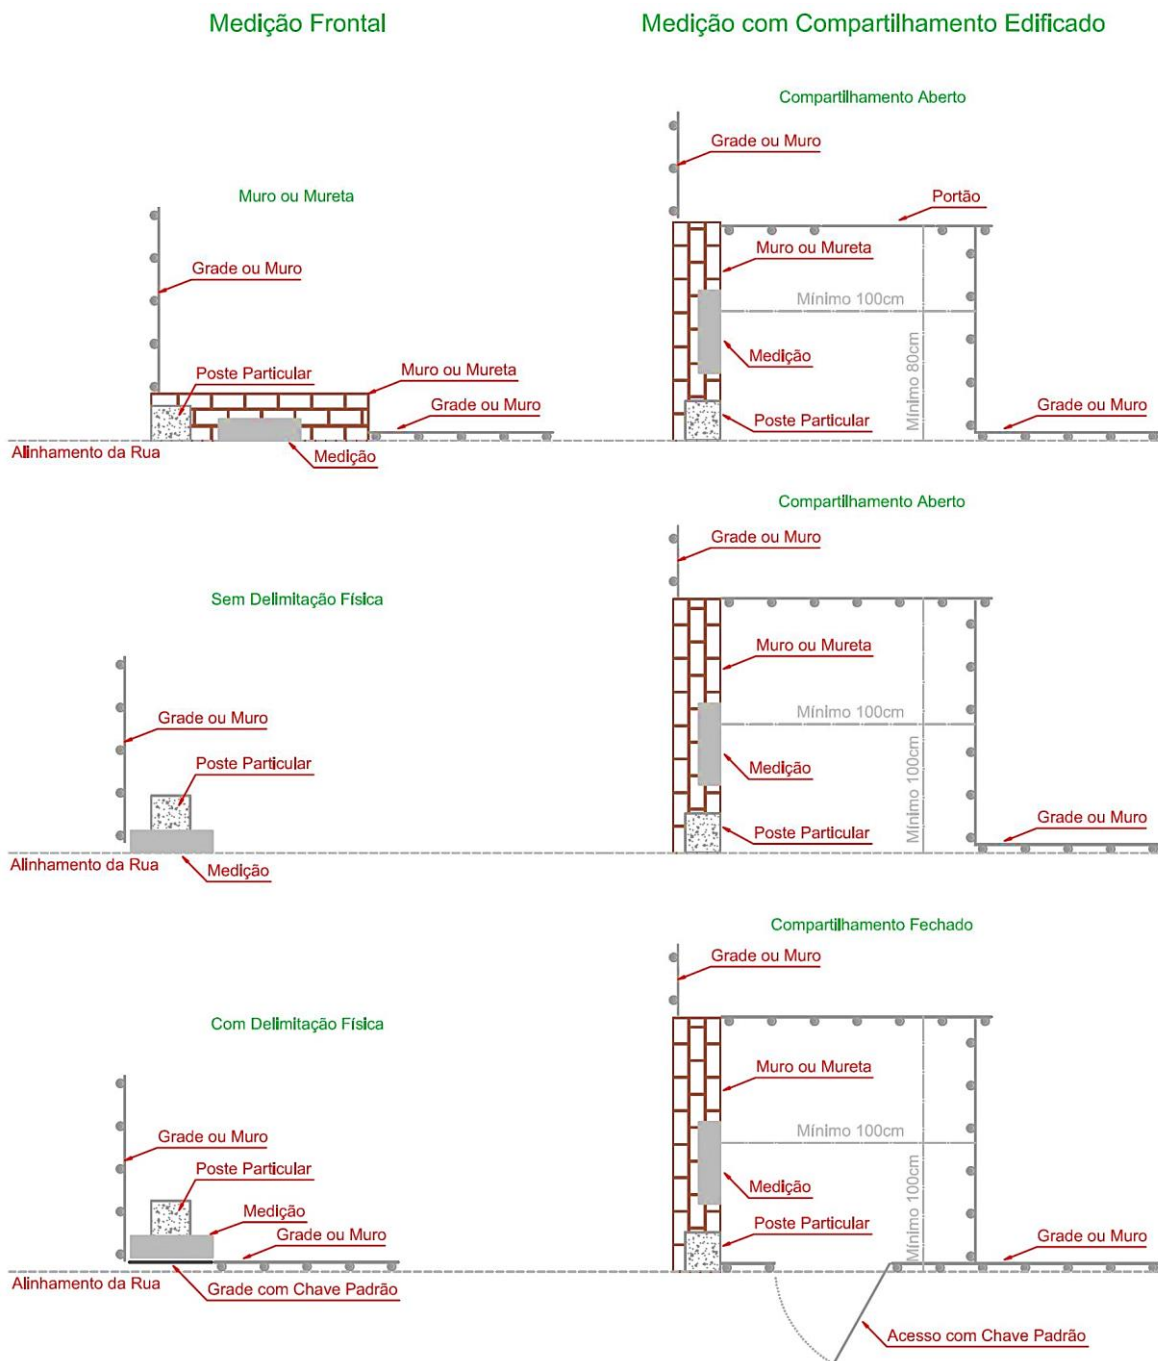 Medição Frontal
Muro ou Mureta
Grade ou Muro
Poste Particular
Muro ou Mureta
Grade ou Muro
Alinhamento da Rua
Medição
Sem Delimitação Física
Grade ou Muro
Poste Particular
Alinhamento da Rua
Medição
Com Delimitação Física
Grade ou Muro
Poste Particular
Medição
Grade ou Muro
Alinhamento da Rua
Grade com Chave Padrão
Medição com Compartilhamento Edificado
Compartilhamento Aberto
Grade ou Muro
Portão
Muro ou Mureta
Mínimo 100cm
Medição
Mínimo 80cm
Grade ou Muro
Poste Particular
Compartilhamento Aberto
Grade ou Muro
Muro ou Mureta
Mínimo 100cm
Medição
Mínimo 100cm
Grade ou Muro
Poste Particular
Compartilhamento Fechado
Grade ou Muro
Muro ou Mureta
Mínimo 100cm
Medição
Mínimo 100cm
Poste Particular
Grade ou Muro
Acesso com Chave Padrão